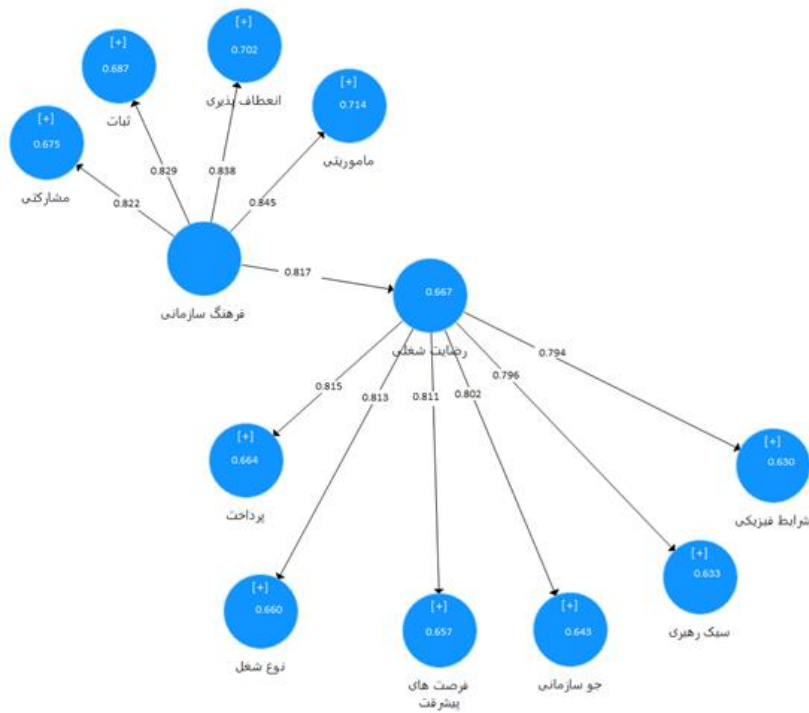 [+]
0.702
انعطاف پذیری
[+]
0.687
ثبات
[+]
0.714
ماموریتی
[+]
0.675
مشارکتی
0.822
0.829
0.838
0.845
فرهنگ سازمانی
0.817
0.667
رضایت شغلی
0.815
0.813
0.811
0.802
0.796
0.794
[+]
0.664
پرداخت
[+]
0.660
نوع شغل
[+]
0.657
فرصت های
پیشرفت
[+]
0.643
جو سازمانی
[+]
0.633
سبک رهبری
[+]
0.630
شرایط فیزیکی